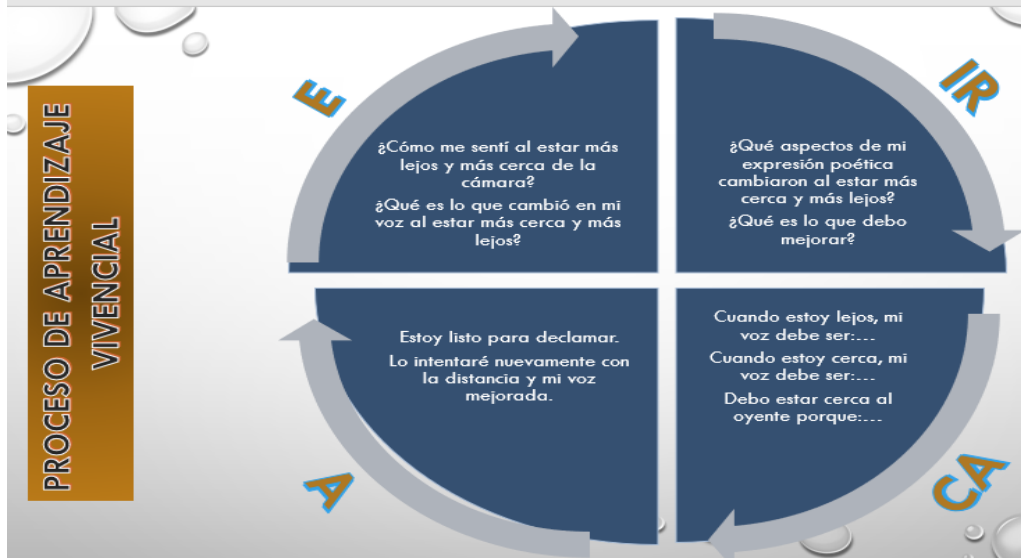 PROCESO DE APRENDIZAJE
VIVENCIAL
E
¿Cómo me sentí al estar más
lejos y más cerca de la
cámara?
¿Qué es lo que cambió en mi
voz al estar más cerca y más
lejos?
IR
¿Qué aspectos de mi
expresión poética
cambiaron al estar más
cerca y más lejos?
¿Qué es lo que debo
mejorar?
A
Estoy listo para declamar.
Lo intentaré nuevamente con
la distancia y mi voz
mejorada.
CA
Cuando estoy lejos, mi
voz debe ser:...
Cuando estoy cerca, mi
voz debe ser:...
Debo estar cerca al
oyente porque:...